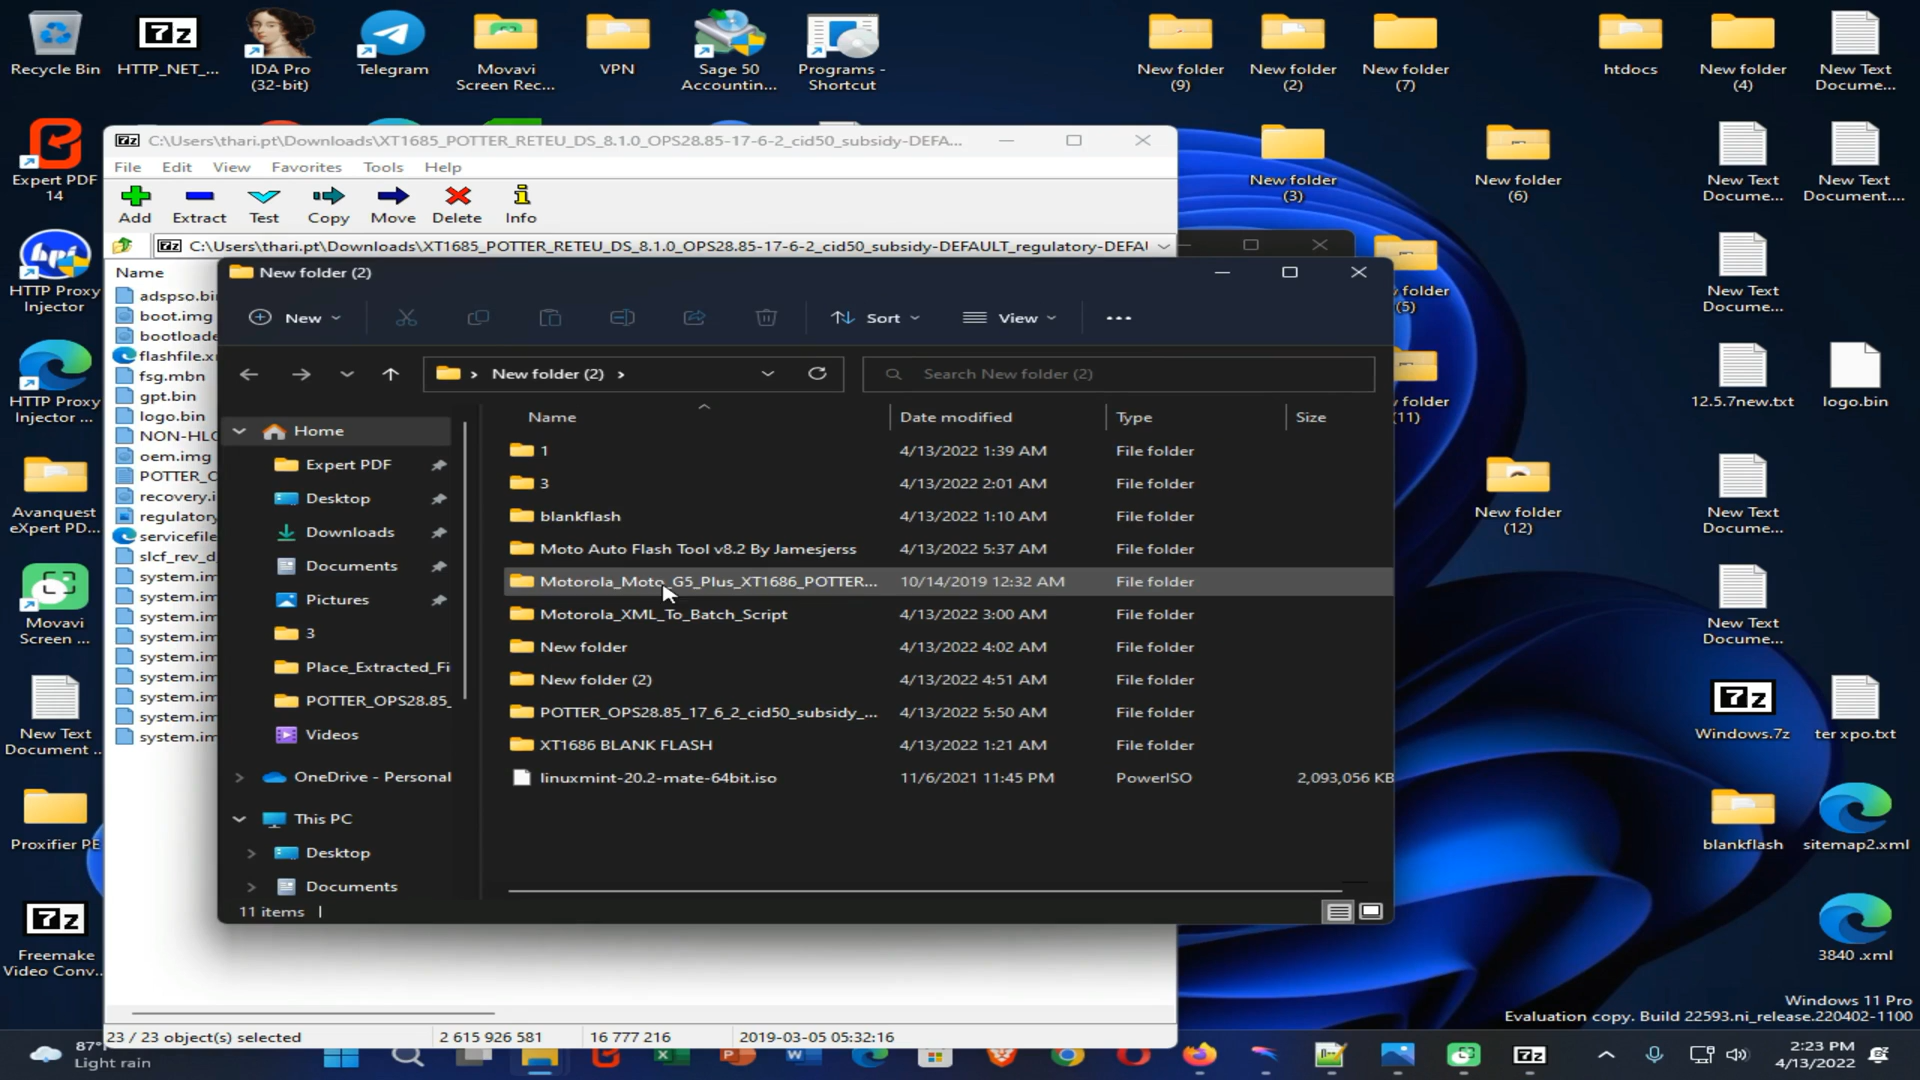 Recycle Bin
HTTP_NET_...
IDA Pro
(32-bit)
Telegram
Movavi
Screen Rec...
VPN
Sage 50
Accountin...
Programs -
Shortcut
New folder
(9)
New folder
(2)
New folder
(7)
htdocs
New folder
(4)
New Text
Docume...
Expert PDF
14
HTTP Proxy
Injector
HTTP Proxy
Injector ...
Avanquest
eXpert PD...
Movavi
Screen ...
New Text
Document ...
Proxifier PE
Freemake
Video Conv...
C:\Users\thari.pt\Downloads\XT1685_POTTER_RETEU_DS_8.1.0_OPS28.85-17-6-2_cid50_subsidy-DEFA...
File Edit View Favorites Tools Help
Add Extract Test Copy Move Delete Info
C:\Users\thari.pt\Downloads\XT1685_POTTER_RETEU_DS_8.1.0_OPS28.85-17-6-2_cid50_subsidy-DEFAULT_regulatory-DEFAU
Name
adspso.bi
boot.img
bootloade
flashfile.x
fsg.mbn
gpt.bin
logo.bin
NON-HLO
oem.img
POTTER_O
recovery.i
regulatory
servicefile
slcf_rev_d
system.im
system.im
system.im
system.im
system.im
system.im
system.im
system.im
system.im
23 / 23 object(s) selected 2 615 926 581 16 777 216 2019-03-05 05:32:16
New folder (2)
New Sort View
New folder (2) Search New folder (2)
Home
Expert PDF
Desktop
Downloads
Documents
Pictures
3
Place_Extracted_Fi
POTTER_OPS28.85_
Videos
OneDrive - Personal
This PC
Desktop
Documents
Name Date modified Type Size
1 4/13/2022 1:39 AM File folder
3 4/13/2022 2:01 AM File folder
blankflash 4/13/2022 1:10 AM File folder
Moto Auto Flash Tool v8.2 By Jamesjerss 4/13/2022 5:37 AM File folder
Motorola_Moto_G5_Plus_XT1686_POTTER... 10/14/2019 12:32 AM File folder
Motorola_XML_To_Batch_Script 4/13/2022 3:00 AM File folder
New folder 4/13/2022 4:02 AM File folder
New folder (2) 4/13/2022 4:51 AM File folder
POTTER_OPS28.85_17_6_2_cid50_subsidy_... 4/13/2022 5:50 AM File folder
XT1686 BLANK FLASH 4/13/2022 1:21 AM File folder
linuxmint-20.2-mate-64bit.iso 11/6/2021 11:45 PM PowerISO 2,093,056 KB
11 items
New folder
(3)
New folder
(6)
New Text
Docume...
New Text
Document....
folder
(5)
New Text
Docume...
New Text
Docume...
folder
(11)
12.5.7new.txt
logo.bin
New folder
(12)
New Text
Docume...
New Text
Docume...
New Text
Docume...
New Text
Docume...
Windows.7z
ter xpo.txt
blankflash
sitemap2.xml
3840 .xml
Windows 11 Pro
Evaluation copy. Build 22593.ni_release.220402-1100
87°
Light rain
2:23 PM
4/13/2022